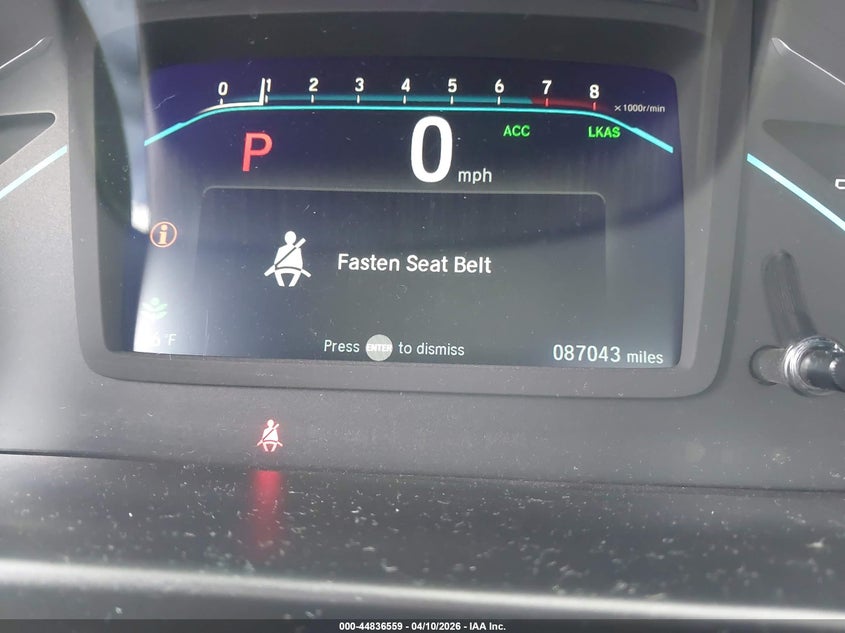 0 1 2 3 4 5 6 7 8
x1000r/min
P 0 mph ACC LKAS
i
Fasten Seat Belt
°F
Press ENTER to dismiss
087043 miles
000-44836559 - 04/10/2026 - IAA Inc.